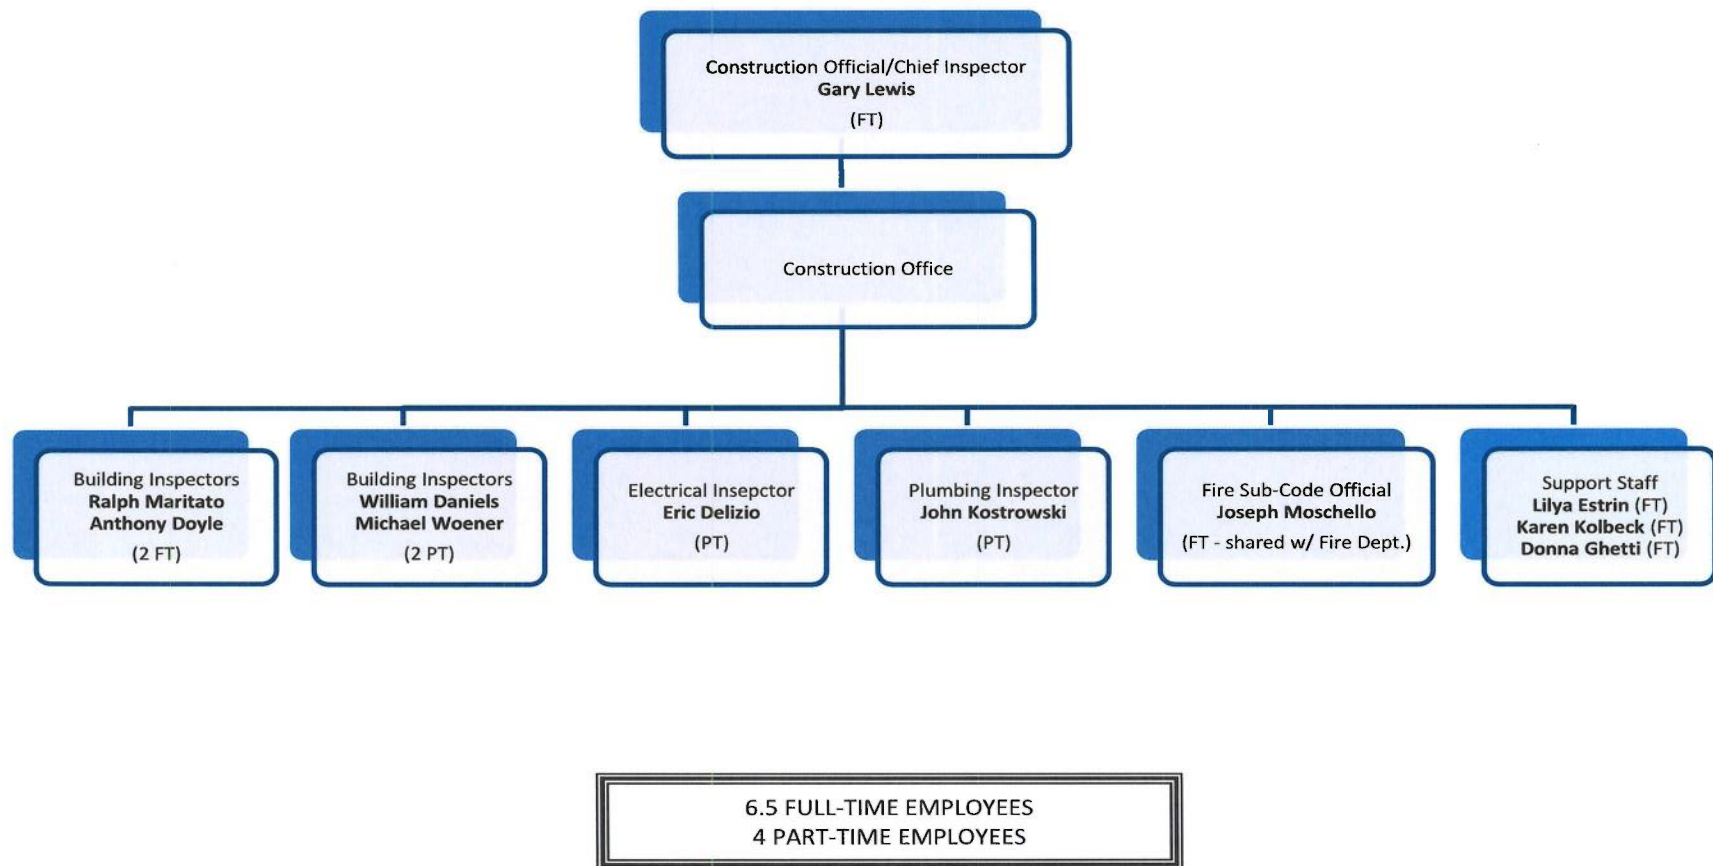 Construction Official/Chief Inspector
Gary Lewis
(FT)
Construction Office
Building Inspectors
Ralph Maritato
Anthony Doyle
(2 FT)
Building Inspectors
William Daniels
Michael Woener
(2 PT)
Electrical Insepctor
Eric Delizio
(PT)
Plumbing Inspector
John Kostrowski
(PT)
Fire Sub-Code Official
Joseph Moschello
(FT - shared w/ Fire Dept.)
Support Staff
Lilya Estrin (FT)
Karen Kolbeck (FT)
Donna Ghetti (FT)
6.5 FULL-TIME EMPLOYEES
4 PART-TIME EMPLOYEES